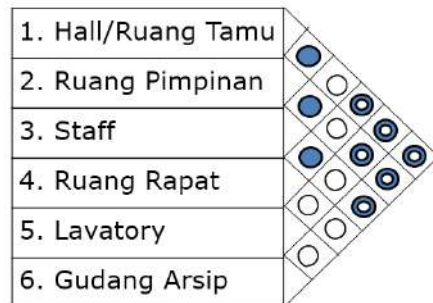 1. Hall/Ruang Tamu
2. Ruang Pimpinan
3. Staff
4. Ruang Rapat
5. Lavatory
6. Gudang Arsip